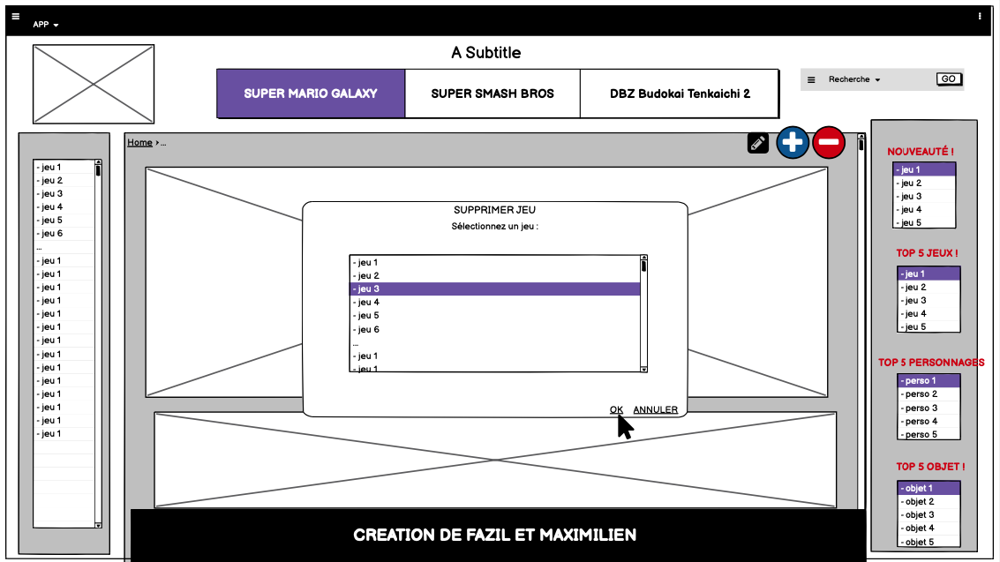 APP
A Subtitle
SUPER MARIO GALAXY
SUPER SMASH BROS
DBZ Budokai Tenkaichi 2
Recherche
GO
- jeu 1
- jeu 2
- jeu 3
- jeu 4
- jeu 5
- jeu 6
...
- jeu 1
- jeu 1
- jeu 1
- jeu 1
- jeu 1
- jeu 1
- jeu 1
- jeu 1
- jeu 1
- jeu 1
- jeu 1
- jeu 1
- jeu 1
- jeu 1
Home > ...
SUPPRIMER JEU
Sélectionnez un jeu :
- jeu 1
- jeu 2
- jeu 3
- jeu 4
- jeu 5
- jeu 6
...
- jeu 1
- jeu 1
OK ANNULER
NOUVEAUTÉ !
- jeu 1
- jeu 2
- jeu 3
- jeu 4
- jeu 5
TOP 5 JEUX !
- jeu 1
- jeu 2
- jeu 3
- jeu 4
- jeu 5
TOP 5 PERSONNAGES
- perso 1
- perso 2
- perso 3
- perso 4
- perso 5
TOP 5 OBJET !
- objet 1
- objet 2
- objet 3
- objet 4
- objet 5
CREATION DE FAZIL ET MAXIMILIEN